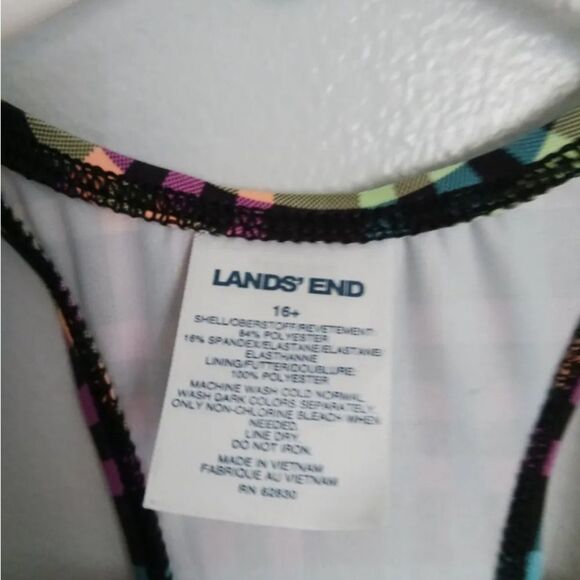 LANDS' END
16+
SHELL/OBERSTOFF/REVETEMENT:
84% POLYESTER
16% SPANDEX/ELASTANE/ELASTANE/
ELASTHANNE
LINING/FUTTER/DOUBLURE:
100% POLYESTER
MACHINE WASH COLD NORMAL.
WASH DARK COLORS SEPARATELY.
ONLY NON-CHLORINE BLEACH WHEN
NEEDED.
LINE DRY.
DO NOT IRON.
MADE IN VIETNAM
FABRIQUE AU VIETNAM
RN 62830